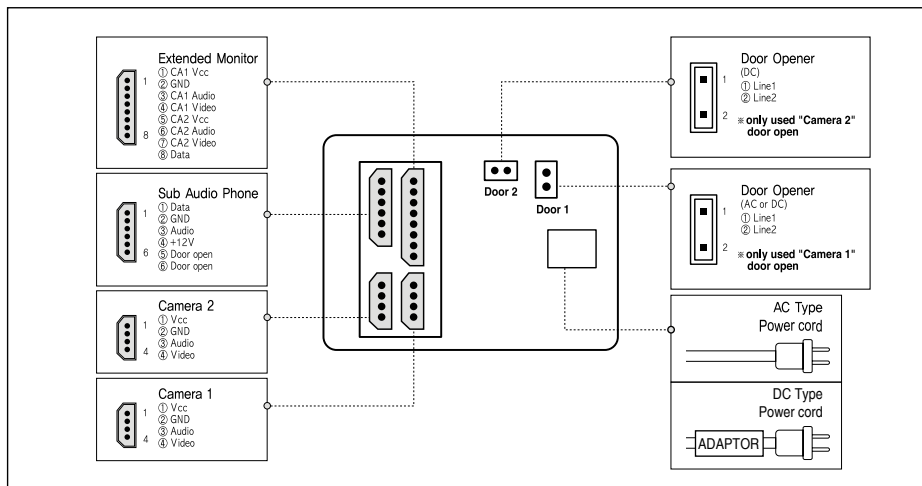 Extended Monitor
① CA1 Vcc
② GND
③ CA1 Audio
④ CA1 Video
⑤ CA2 Vcc
⑥ CA2 Audio
⑦ CA2 Video
⑧ Data
1
8
Sub Audio Phone
① Data
② GND
③ Audio
④ +12V
⑤ Door open
⑥ Door open
1
6
Camera 2
① Vcc
② GND
③ Audio
④ Video
1
4
Camera 1
① Vcc
② GND
③ Audio
④ Video
1
4
Door 2
Door 1
Door Opener
(DC)
① Line1
② Line2
※ only used "Camera 2"
door open
1
2
Door Opener
(AC or DC)
① Line1
② Line2
※ only used "Camera 1"
door open
1
2
AC Type
Power cord
DC Type
Power cord
ADAPTOR